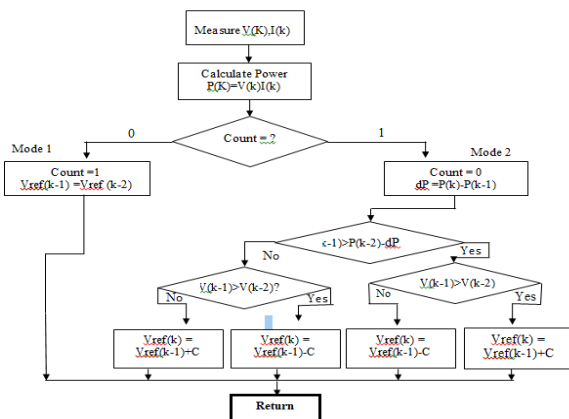 Measure V(K),I(k)
Calculate Power
P(K)=V(k)I(k)
0
Count = ?
1
Mode 1
Mode 2
Count =1
Vref(k-1) =Vref (k-2)
Count = 0
dP =P(k)-P(k-1)
k-1)>P(k-2)-dP
No
Yes
V(k-1)>V(k-2)?
V(k-1)>V(k-2)
No
Yes
No
Yes
Vref(k) =
Vref(k-1)+C
Vref(k) =
Vref(k-1)-C
Vref(k) =
Vref(k-1)-C
Vref(k) =
Vref(k-1)+C
Return